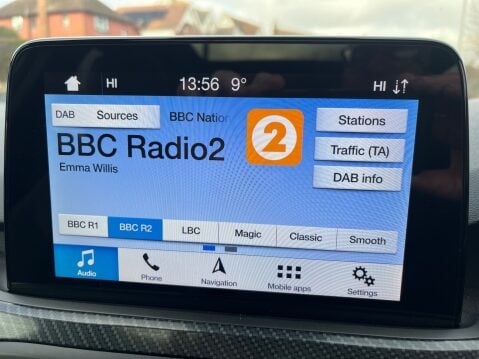 HI 13:56 9° HI
DAB Sources BBC Natio Stations
BBC Radio2 2
Emma Willis
Traffic (TA)
DAB info
BBC R1 BBC R2 LBC Magic Classic Smooth
Audio Phone Navigation Mobile apps Settings